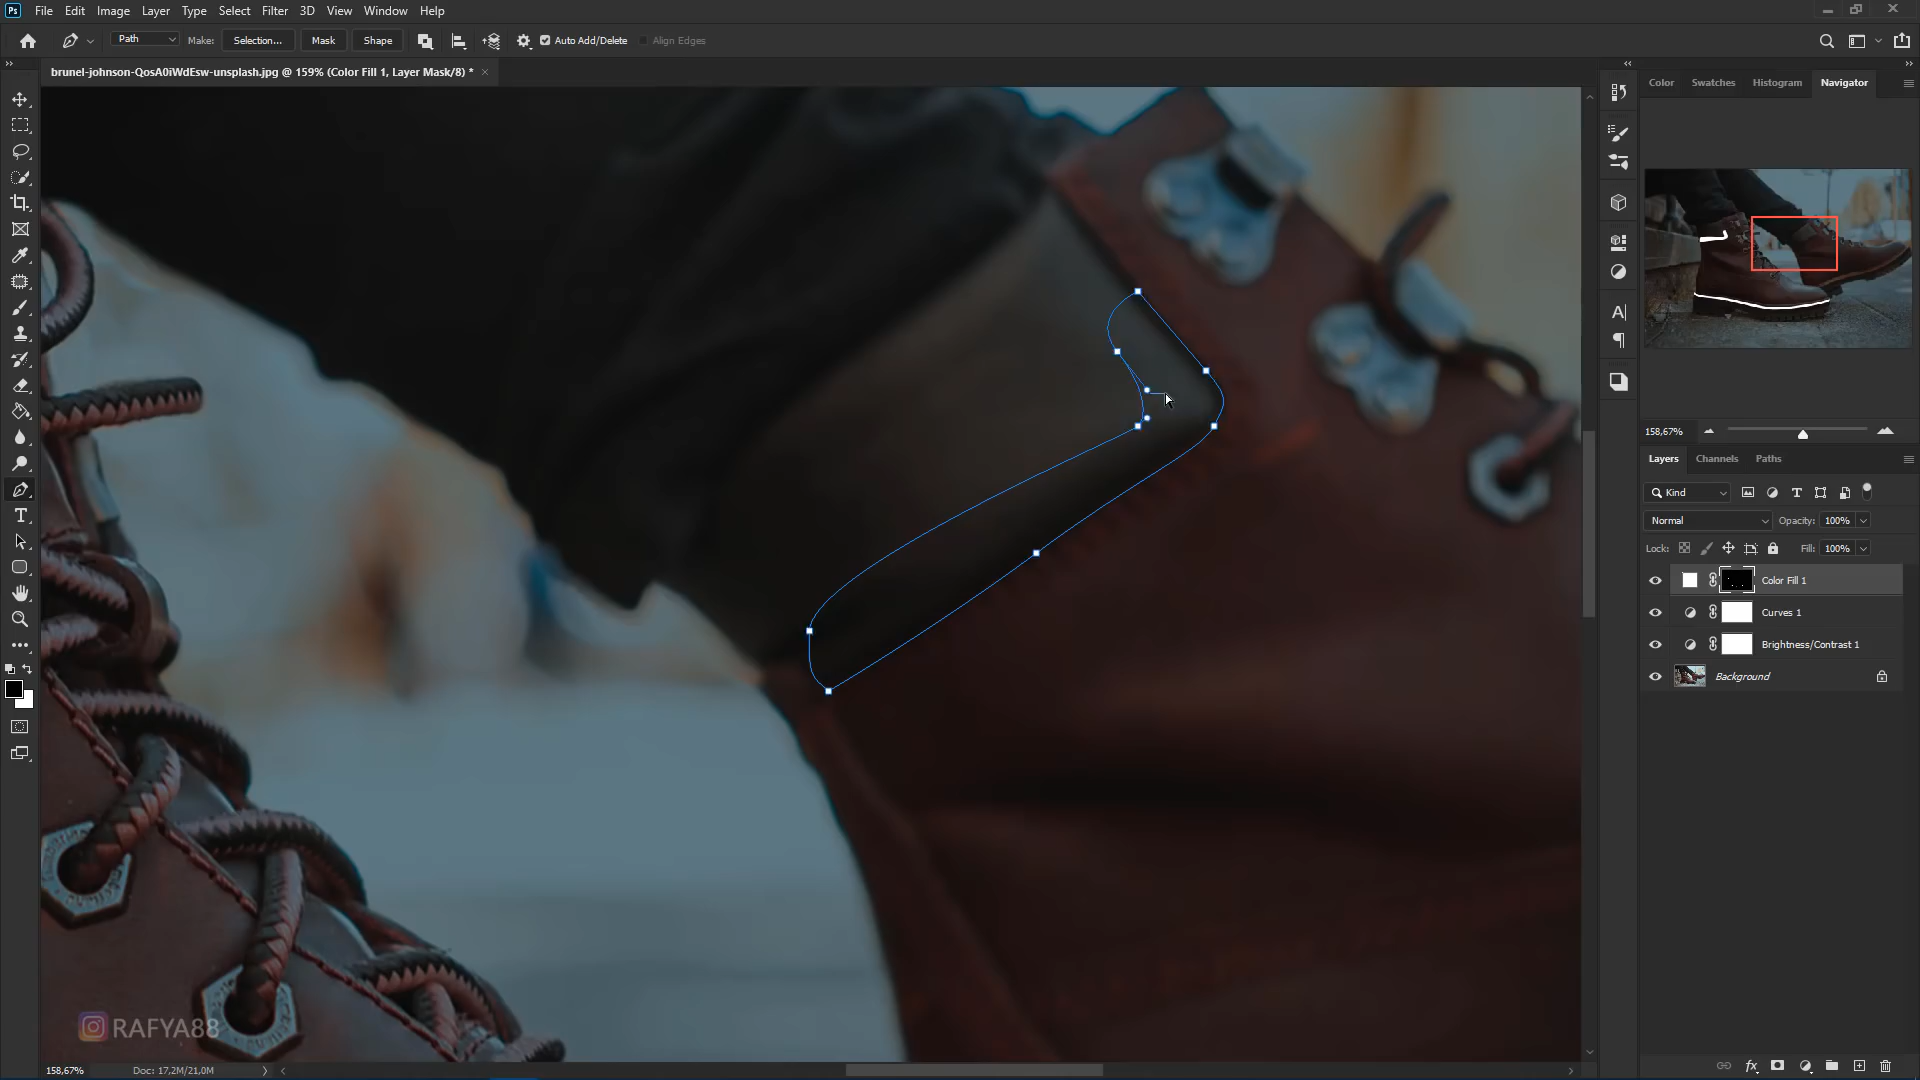 Ps File Edit Image Layer Type Select Filter 3D View Window Help
Path Make: Selection... Mask Shape Auto Add/Delete Align Edges
brunel-johnson-QosA0iWdEsw-unsplash.jpg @ 159% (Color Fill 1, Layer Mask/8) *
Color Swatches Histogram Navigator
158,67%
Layers Channels Paths
Kind
Normal Opacity: 100%
Lock: Fill: 100%
Color Fill 1
Curves 1
Brightness/Contrast 1
Background
RAFYA88
158,67% Doc: 17,2M/21,0M